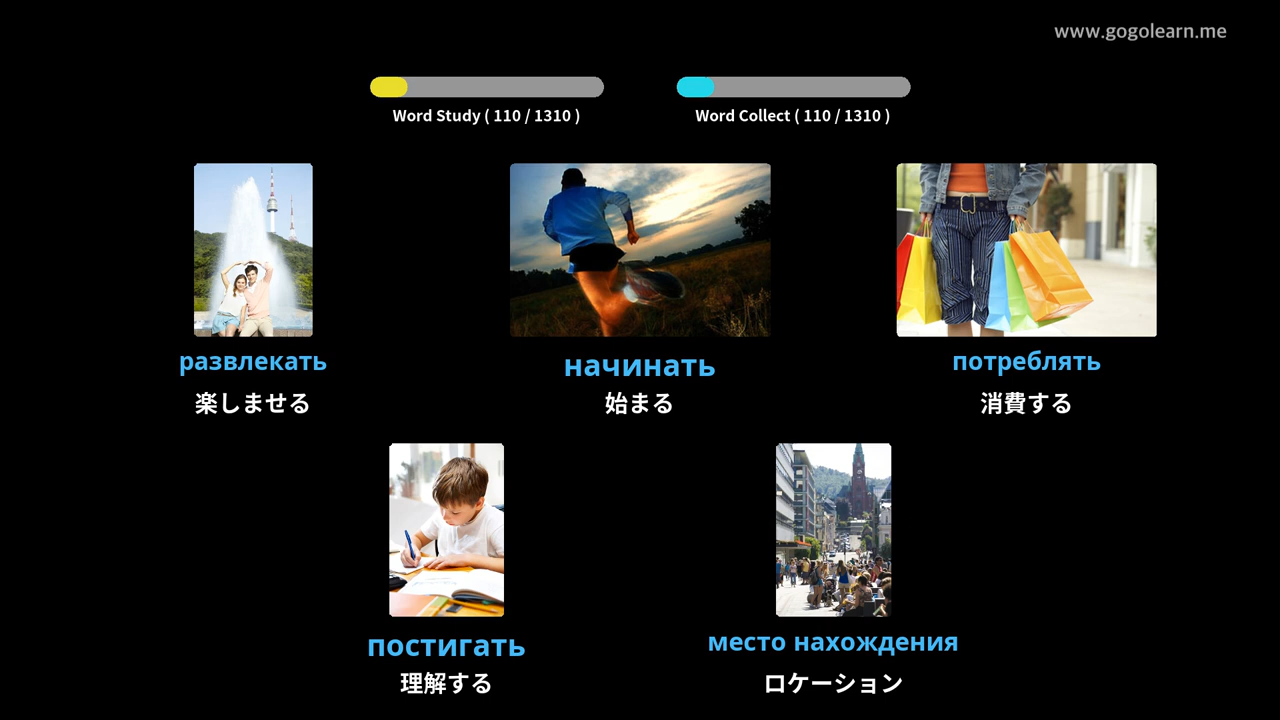 www.gogolearn.me
Word Study ( 110 / 1310 )
Word Collect ( 110 / 1310 )
развлекать
楽しませる
начинать
始まる
потреблять
消費する
постигать
理解する
место нахождения
ロケーション